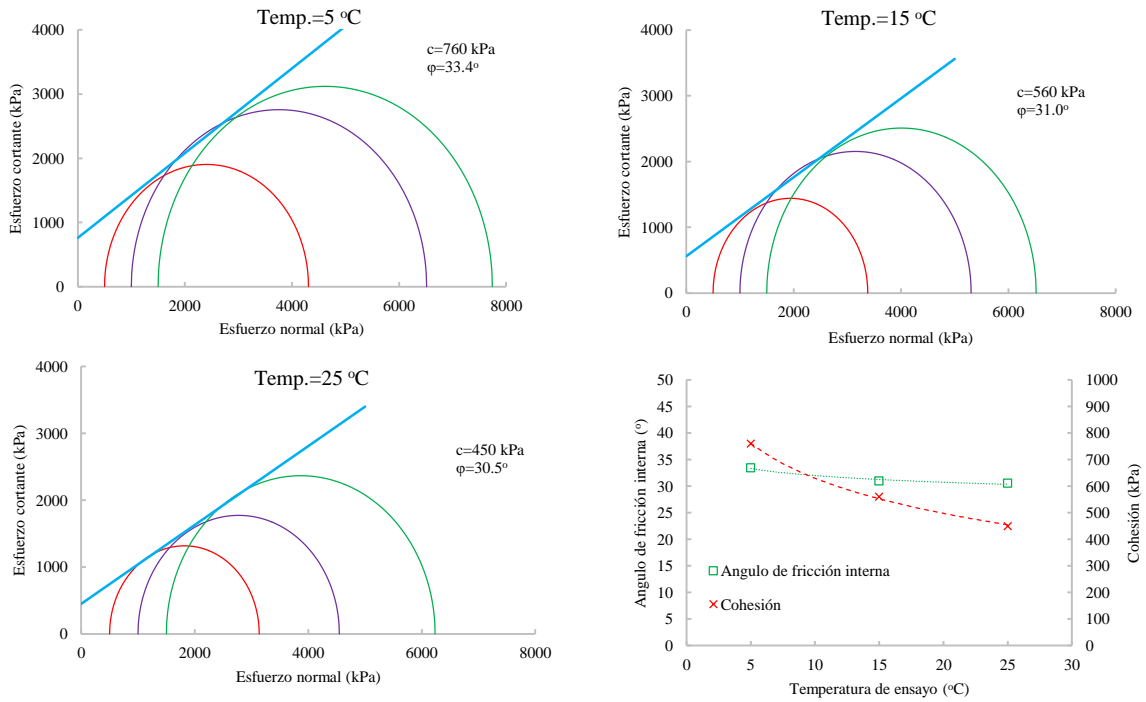 Temp.=5 ºC
4000
3000
2000
1000
0
0 2000 4000 6000 8000
Esfuerzo cortante (kPa)
Esfuerzo normal (kPa)
c=760 kPa
φ=33.4º
Temp.=15 ºC
4000
3000
2000
1000
0
0 2000 4000 6000 8000
Esfuerzo cortante (kPa)
Esfuerzo normal (kPa)
c=560 kPa
φ=31.0º
Temp.=25 ºC
4000
3000
2000
1000
0
0 2000 4000 6000 8000
Esfuerzo cortante (kPa)
Esfuerzo normal (kPa)
c=450 kPa
φ=30.5º
50
45
40
35
30
25
20
15
10
5
0
1000
900
800
700
600
500
400
300
200
100
0
0 5 10 15 20 25 30
Angulo de fricción interna (º)
Cohesión (kPa)
Angulo de fricción interna
Cohesión
Temperatura de ensayo (ºC)